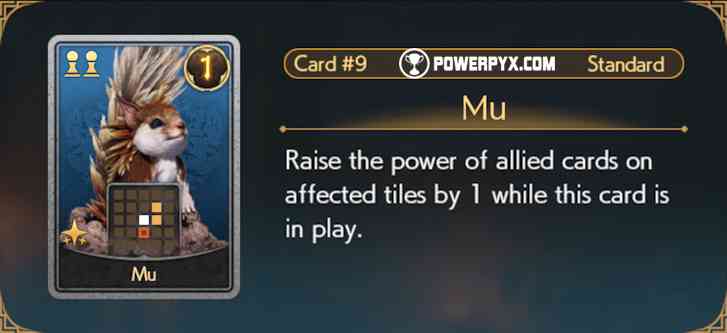 1
Mu
Card #9
POWERPYX.COM
Standard
Mu
Raise the power of allied cards on
affected tiles by 1 while this card is
in play.